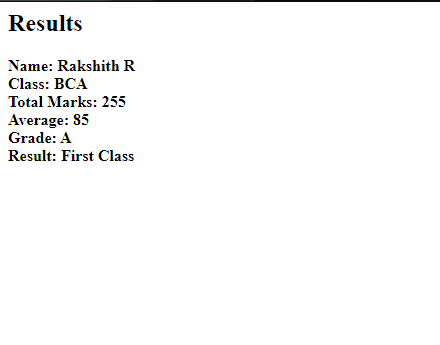 Results
Name: Rakshith R
Class: BCA
Total Marks: 255
Average: 85
Grade: A
Result: First Class